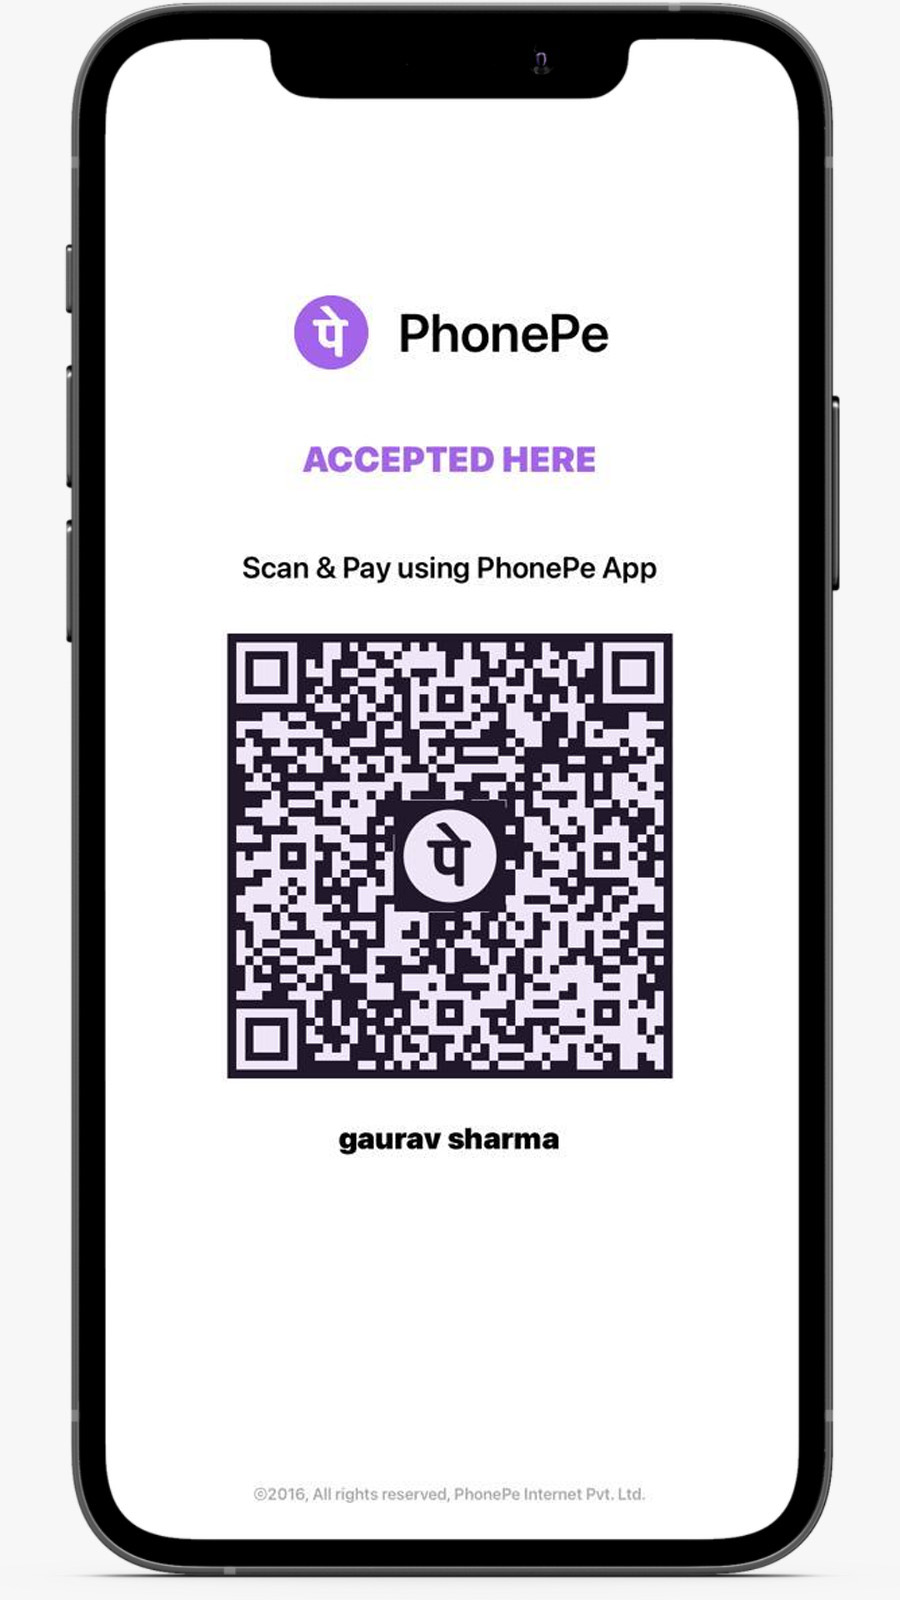 पे PhonePe
ACCEPTED HERE
Scan & Pay using PhonePe App
पे
gaurav sharma
©2016, All rights reserved, PhonePe Internet Pvt. Ltd.